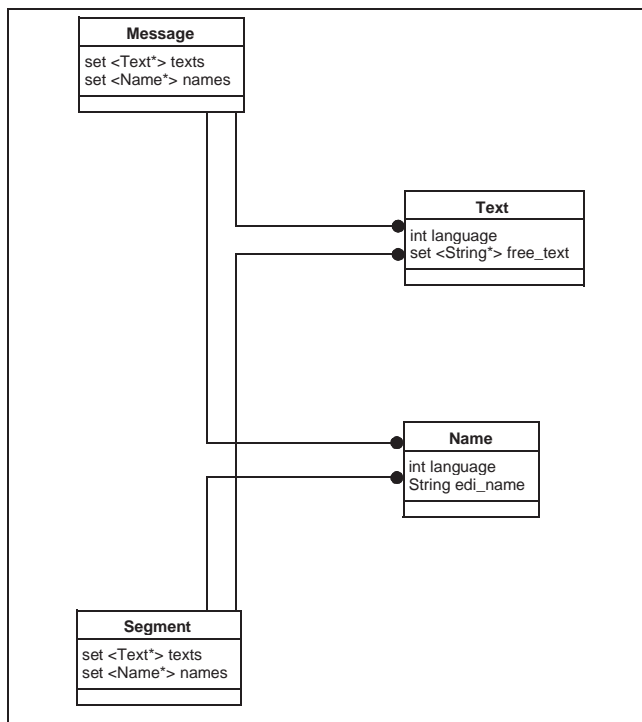 Message
set <Text*> texts
set <Name*> names
Text
int language
set <String*> free_text
Name
int language
String edi_name
Segment
set <Text*> texts
set <Name*> names